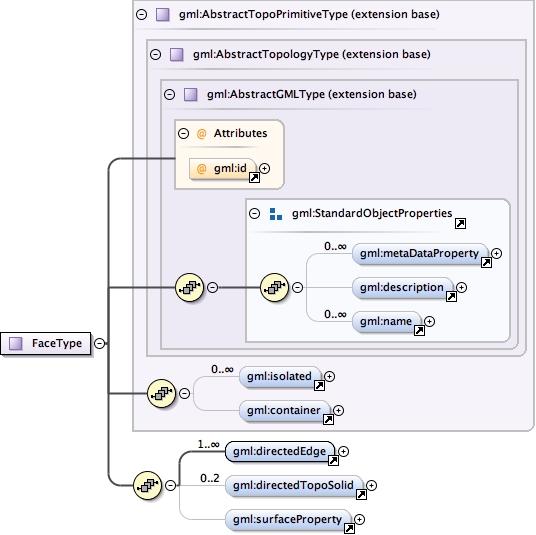 gml:AbstractTopoPrimitiveType (extension base)
gml:AbstractTopologyType (extension base)
gml:AbstractGMLType (extension base)
@ Attributes
@ gml:id
gml:StandardObjectProperties
0..∞
gml:metaDataProperty
gml:description
0..∞
gml:name
FaceType
0..∞
gml:isolated
gml:container
1..∞
gml:directedEdge
0..2
gml:directedTopoSolid
gml:surfaceProperty